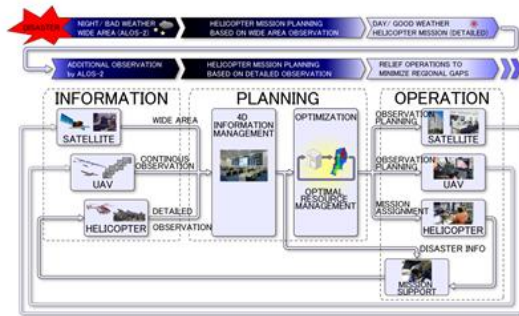 DISASTER
NIGHT/ BAD WEATHER
WIDE AREA (ALOS-2)
HELICOPTER MISSION PLANNING
BASED ON WIDE AREA OBSERVATION
DAY/ GOOD WEATHER
HELICOPTER MISSION (DETAILED)
ADDITIONAL OBSERVATION
by ALOS-2
HELICOPTER MISSION PLANNING
BASED ON DETAILED OBSERVATION
RELIEF OPERATIONS TO
MINIMIZE REGIONAL GAPS
INFORMATION
SATELLITE
WIDE AREA
UAV
CONTINOUS
OBSERVATION
HELICOPTER
DETAILED
OBSERVATION
PLANNING
4D
INFORMATION
MANAGEMENT
OPTIMIZATION
OPTIMAL
RESOURCE
MANAGEMENT
OPERATION
OBSERVATION
PLANNING
SATELLITE
OBSERVATION
PLANNING
UAV
MISSION
ASSIGNMENT
HELICOPTER
DISASTER INFO
MISSION
SUPPORT